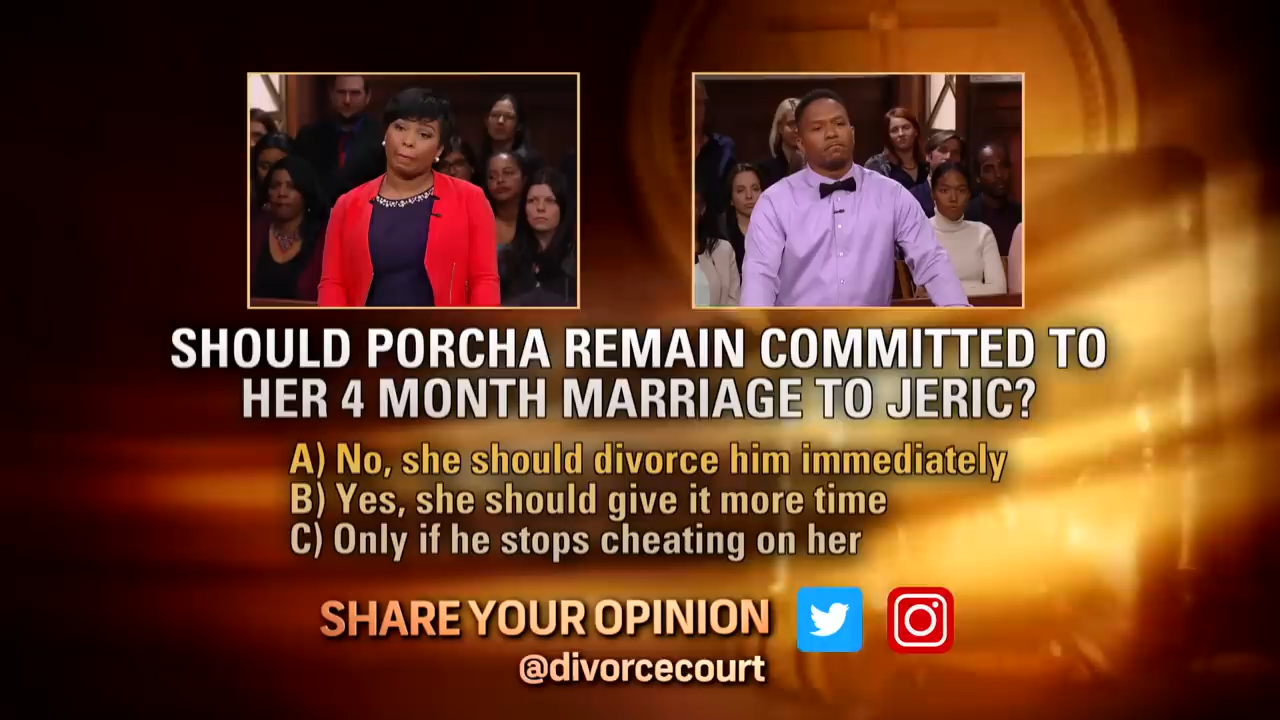 SHOULD PORCHA REMAIN COMMITTED TO
HER 4 MONTH MARRIAGE TO JERIC?
A) No, she should divorce him immediately
B) Yes, she should give it more time
C) Only if he stops cheating on her
SHARE YOUR OPINION
@divorcecourt